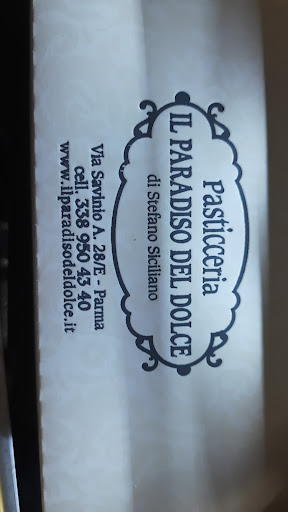 Pasticceria
IL PARADISO DEL DOLCE
di Stefano Siciliano
Via Savinio A. 28/E - Parma
cell. 338 950 43 40
www.ilparadisodeldolce.it